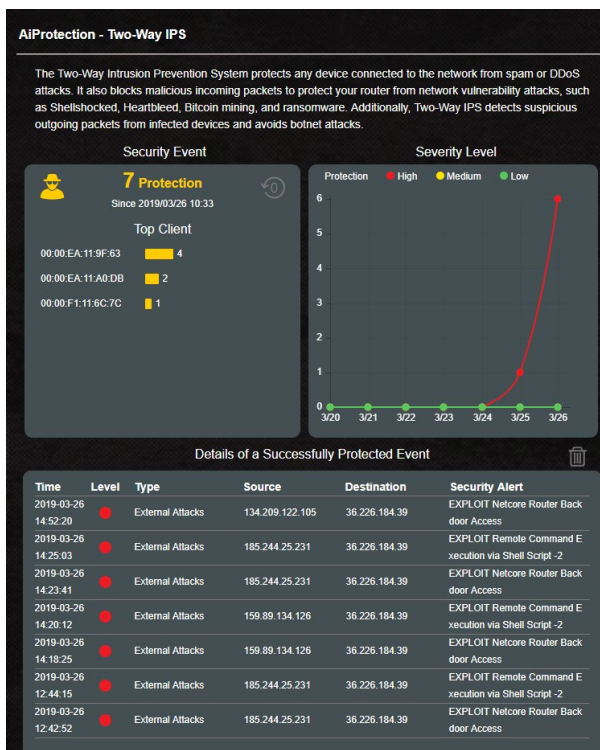 AiProtection - Two-Way IPS
The Two-Way Intrusion Prevention System protects any device connected to the network from spam or DDoS
attacks. It also blocks malicious incoming packets to protect your router from network vulnerability attacks, such
as Shellshocked, Heartbleed, Bitcoin mining, and ransomware. Additionally, Two-Way IPS detects suspicious
outgoing packets from infected devices and avoids botnet attacks.
Security Event
7 Protection
0
Since 2019/03/26 10:33
Top Client
00:00:EA:11:9F:63 4
00:00:EA:11:A0:DB 2
00:00:F1:11:6C:7C 1
Severity Level
Protection High Medium Low
6
5
4
3
2
1
0
3/20 3/21 3/22 3/23 3/24 3/25 3/26
Details of a Successfully Protected Event
Time Level Type Source Destination Security Alert
2019-03-26 EXPLOIT Netcore Router Back
External Attacks 134.209.122.105 36.226.184.39
14:52:20 door Access
2019-03-26 EXPLOIT Remote Command E
External Attacks 185.244.25.231 36.226.184.39
14:25:03 xecution via Shell Script -2
2019-03-26 EXPLOIT Netcore Router Back
External Attacks 185.244.25.231 36.226.184.39
14:23:41 door Access
2019-03-26 EXPLOIT Remote Command E
External Attacks 159.89.134.126 36.226.184.39
14:20:12 xecution via Shell Script -2
2019-03-26 EXPLOIT Netcore Router Back
External Attacks 159.89.134.126 36.226.184.39
14:18:25 door Access
2019-03-26 EXPLOIT Remote Command E
External Attacks 185.244.25.231 36.226.184.39
12:44:15 xecution via Shell Script -2
2019-03-26 EXPLOIT Netcore Router Back
External Attacks 185.244.25.231 36.226.184.39
12:42:52 door Access